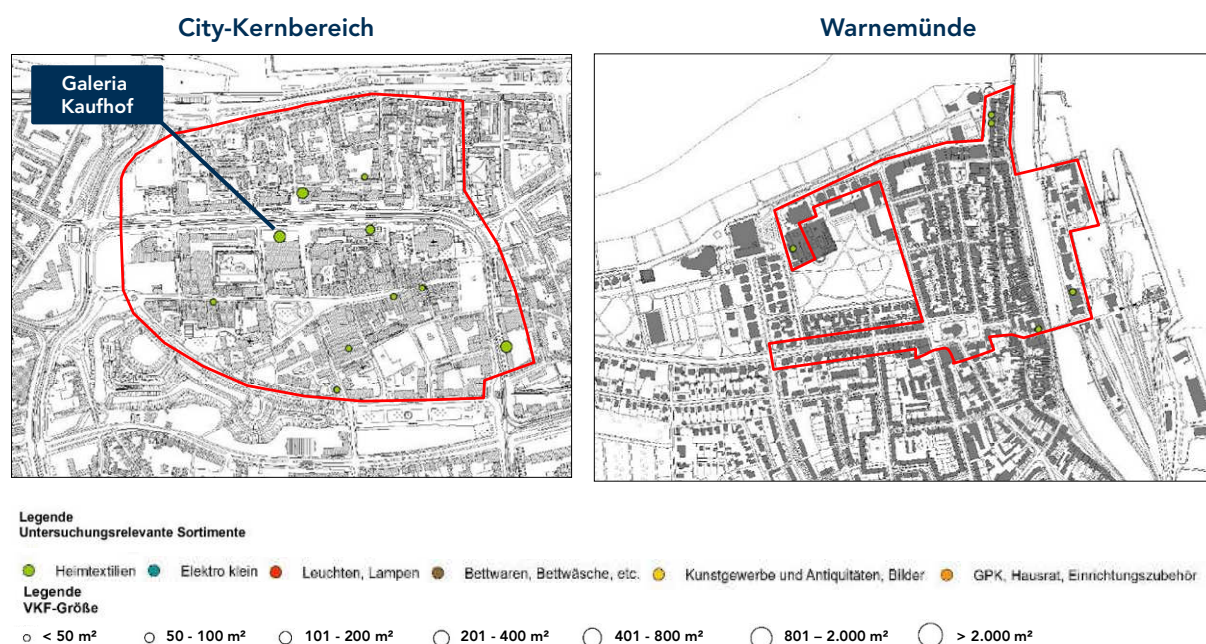 City-Kernbereich
Warnemünde
Galeria
Kaufhof
Legende
Untersuchungsrelevante Sortimente
Heimtextilien Elektro klein Leuchten, Lampen Bettwaren, Bettwäsche, etc. Kunstgewerbe und Antiquitäten, Bilder GPK, Hausrat, Einrichtungszubehör
Legende
VKF-Größe
< 50 m² 50 - 100 m² 101 - 200 m² 201 - 400 m² 401 - 800 m² 801 – 2.000 m² > 2.000 m²